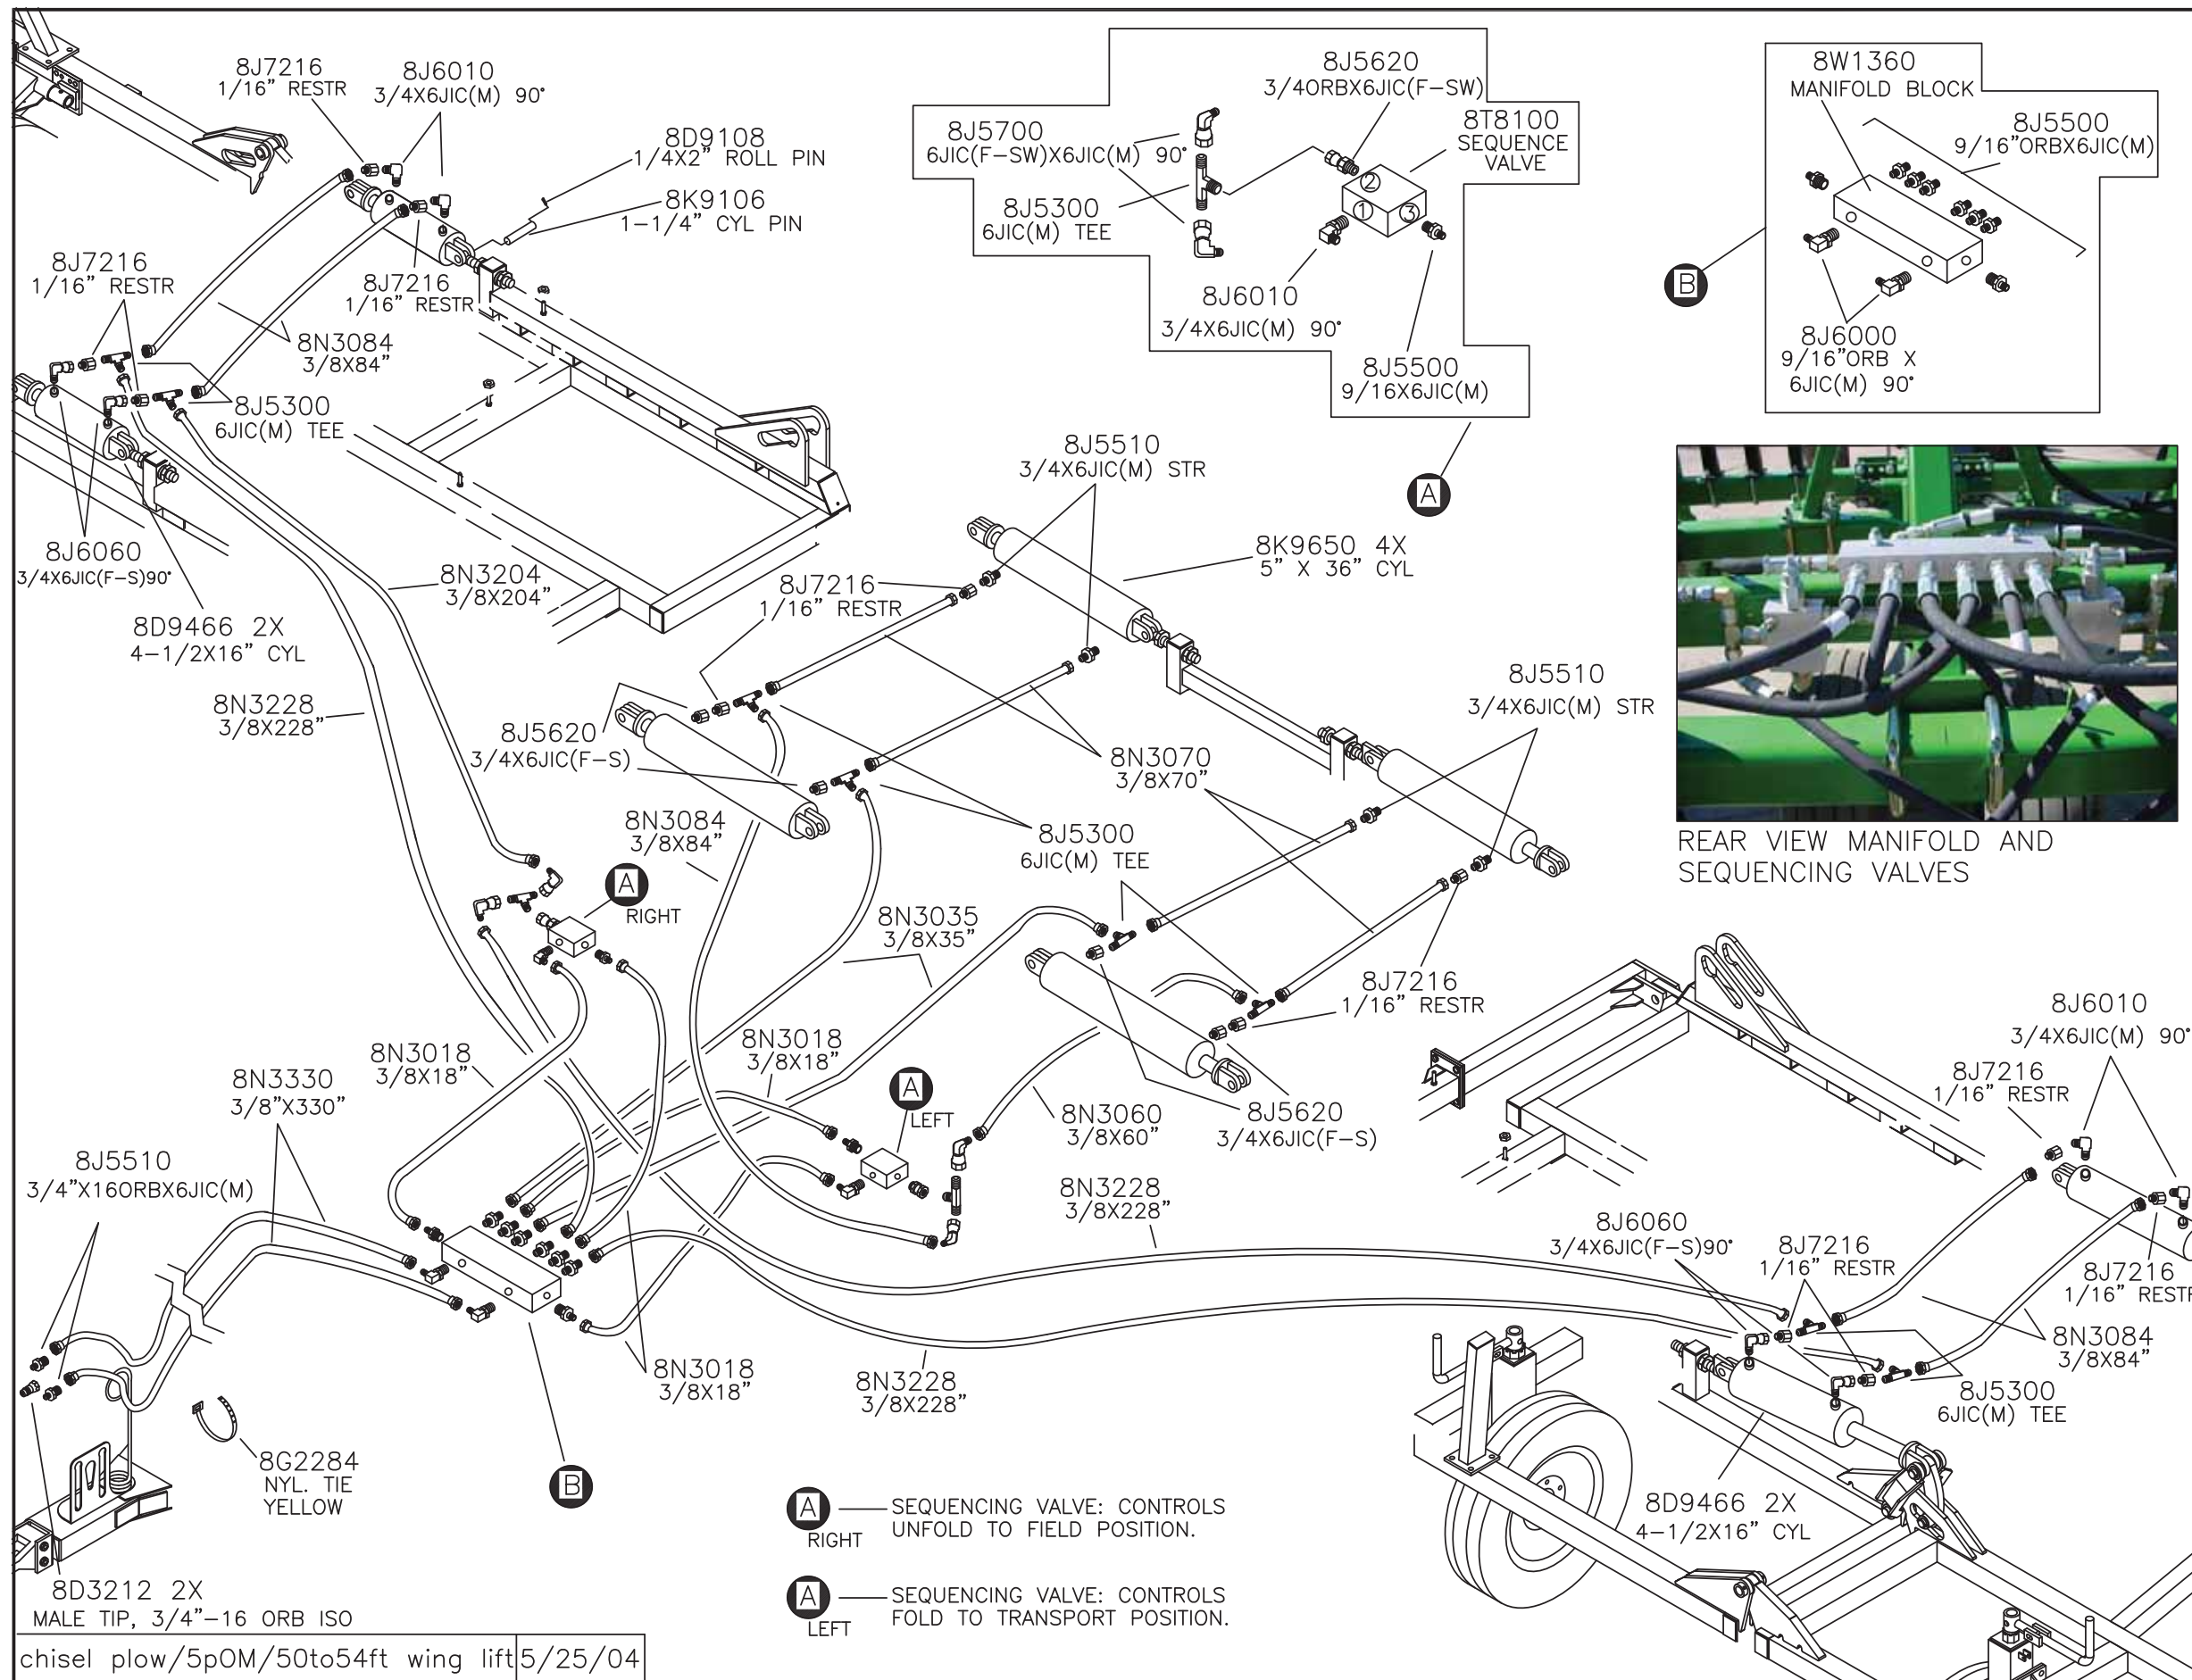 8J7216
1/16" RESTR
8J6010
3/4X6JIC(M) 90°
8D9108
1/4X2" ROLL PIN
8K9106
1-1/4" CYL PIN
8J7216
1/16" RESTR
8J7216
1/16" RESTR
8N3084
3/8X84"
8J5300
6JIC(M) TEE
8J6060
3/4X6JIC(F-S)90°
8D9466 2X
4-1/2X16" CYL
8N3204
3/8X204"
8N3228
3/8X228"
8J5700
6JIC(F-SW)X6JIC(M) 90°
8J5300
6JIC(M) TEE
8J5620
3/4ORBX6JIC(F-SW)
8T8100
SEQUENCE
VALVE
2
1
3
8J6010
3/4X6JIC(M) 90°
8J5500
9/16X6JIC(M)
A
8W1360
MANIFOLD BLOCK
8J5500
9/16"ORBX6JIC(M)
8J6000
9/16"ORB X
6JIC(M) 90°
B
REAR VIEW MANIFOLD AND
SEQUENCING VALVES
8J5510
3/4X6JIC(M) STR
8K9650 4X
5" X 36" CYL
8J7216
1/16" RESTR
8J5620
3/4X6JIC(F-S)
8N3070
3/8X70"
8J5510
3/4X6JIC(M) STR
8N3084
3/8X84"
8J5300
6JIC(M) TEE
A
RIGHT
8N3035
3/8X35"
8J7216
1/16" RESTR
8N3018
3/8X18"
8N3018
3/8X18"
A
LEFT
8N3060
3/8X60"
8J5620
3/4X6JIC(F-S)
8N3330
3/8"X330"
8J5510
3/4"X16ORBX6JIC(M)
8N3228
3/8X228"
8N3018
3/8X18"
8N3228
3/8X228"
8J6010
3/4X6JIC(M) 90°
8J7216
1/16" RESTR
8J6060
3/4X6JIC(F-S)90°
8J7216
1/16" RESTR
8J7216
1/16" RESTR
8N3084
3/8X84"
8J5300
6JIC(M) TEE
8D9466 2X
4-1/2X16" CYL
8G2284
NYL. TIE
YELLOW
B
8D3212 2X
MALE TIP, 3/4"-16 ORB ISO
A
RIGHT
SEQUENCING VALVE: CONTROLS
UNFOLD TO FIELD POSITION.
A
LEFT
SEQUENCING VALVE: CONTROLS
FOLD TO TRANSPORT POSITION.
chisel plow/5pOM/50to54ft wing lift 5/25/04